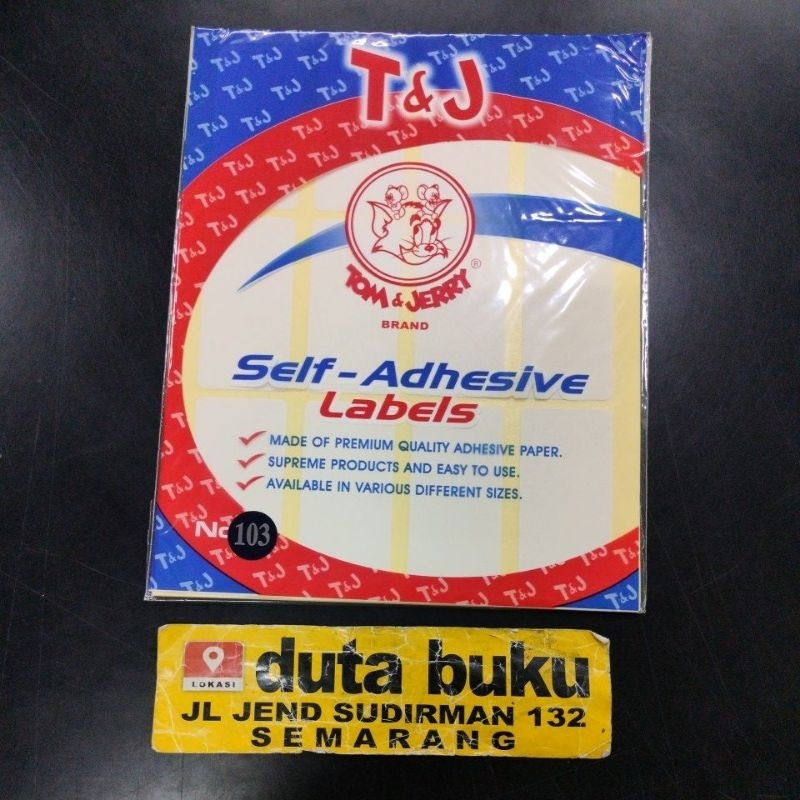 T&J
TOM & JERRY ®
BRAND
Self-Adhesive
Labels
MADE OF PREMIUM QUALITY ADHESIVE PAPER.
SUPREME PRODUCTS AND EASY TO USE.
AVAILABLE IN VARIOUS DIFFERENT SIZES.
No 103
LOKASI
duta buku
JL JEND SUDIRMAN 132
SEMARANG